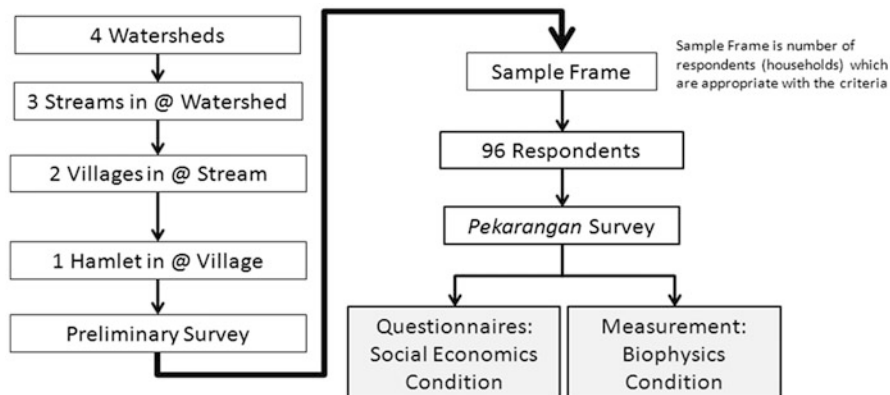 4 Watersheds
3 Streams in @ Watershed
2 Villages in @ Stream
1 Hamlet in @ Village
Preliminary Survey
Sample Frame
Sample Frame is number of
respondents (households) which
are appropriate with the criteria
96 Respondents
Pekarangan Survey
Questionnaires:
Social Economics
Condition
Measurement:
Biophysics
Condition